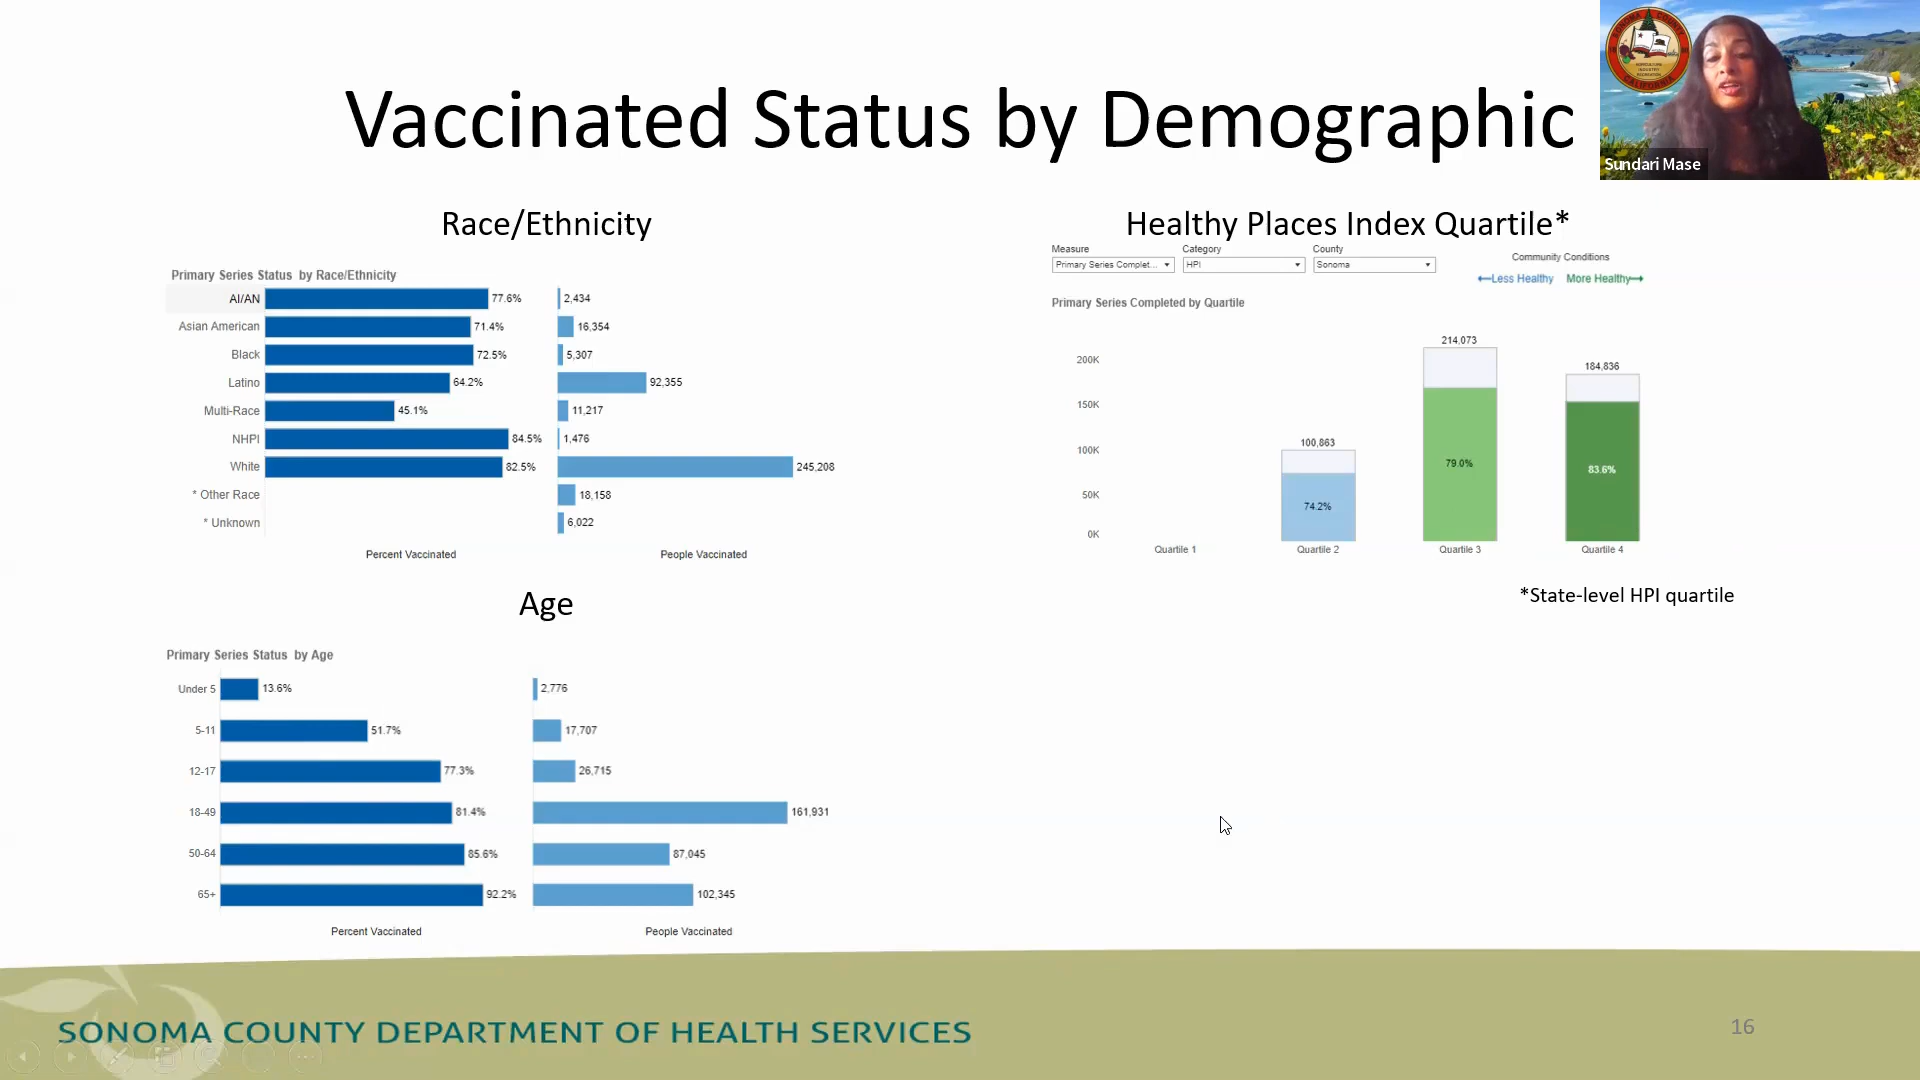 Vaccinated Status by Demographic
SONOMA COUNTY
CALIFORNIA
AGRICULTURE
INDUSTRY
RECREATION
Sundari Mase
Race/Ethnicity
Primary Series Status by Race/Ethnicity
AI/AN 77.6% 2,434
Asian American 71.4% 16,354
Black 72.5% 5,307
Latino 64.2% 92,355
Multi-Race 45.1% 11,217
NHPI 84.5% 1,476
White 82.5% 245,208
* Other Race 18,158
* Unknown 6,022
Percent Vaccinated People Vaccinated
Healthy Places Index Quartile*
Measure Category County
Primary Series Complet... HPI Sonoma
Community Conditions
Less Healthy More Healthy
Primary Series Completed by Quartile
214,073
184,836
200K
150K
100,863
100K
79.0% 83.6%
50K
74.2%
0K
Quartile 1 Quartile 2 Quartile 3 Quartile 4
*State-level HPI quartile
Age
Primary Series Status by Age
Under 5 13.6% 2,776
5-11 51.7% 17,707
12-17 77.3% 26,715
18-49 81.4% 161,931
50-64 85.6% 87,045
65+ 92.2% 102,345
Percent Vaccinated People Vaccinated
SONOMA COUNTY DEPARTMENT OF HEALTH SERVICES
16